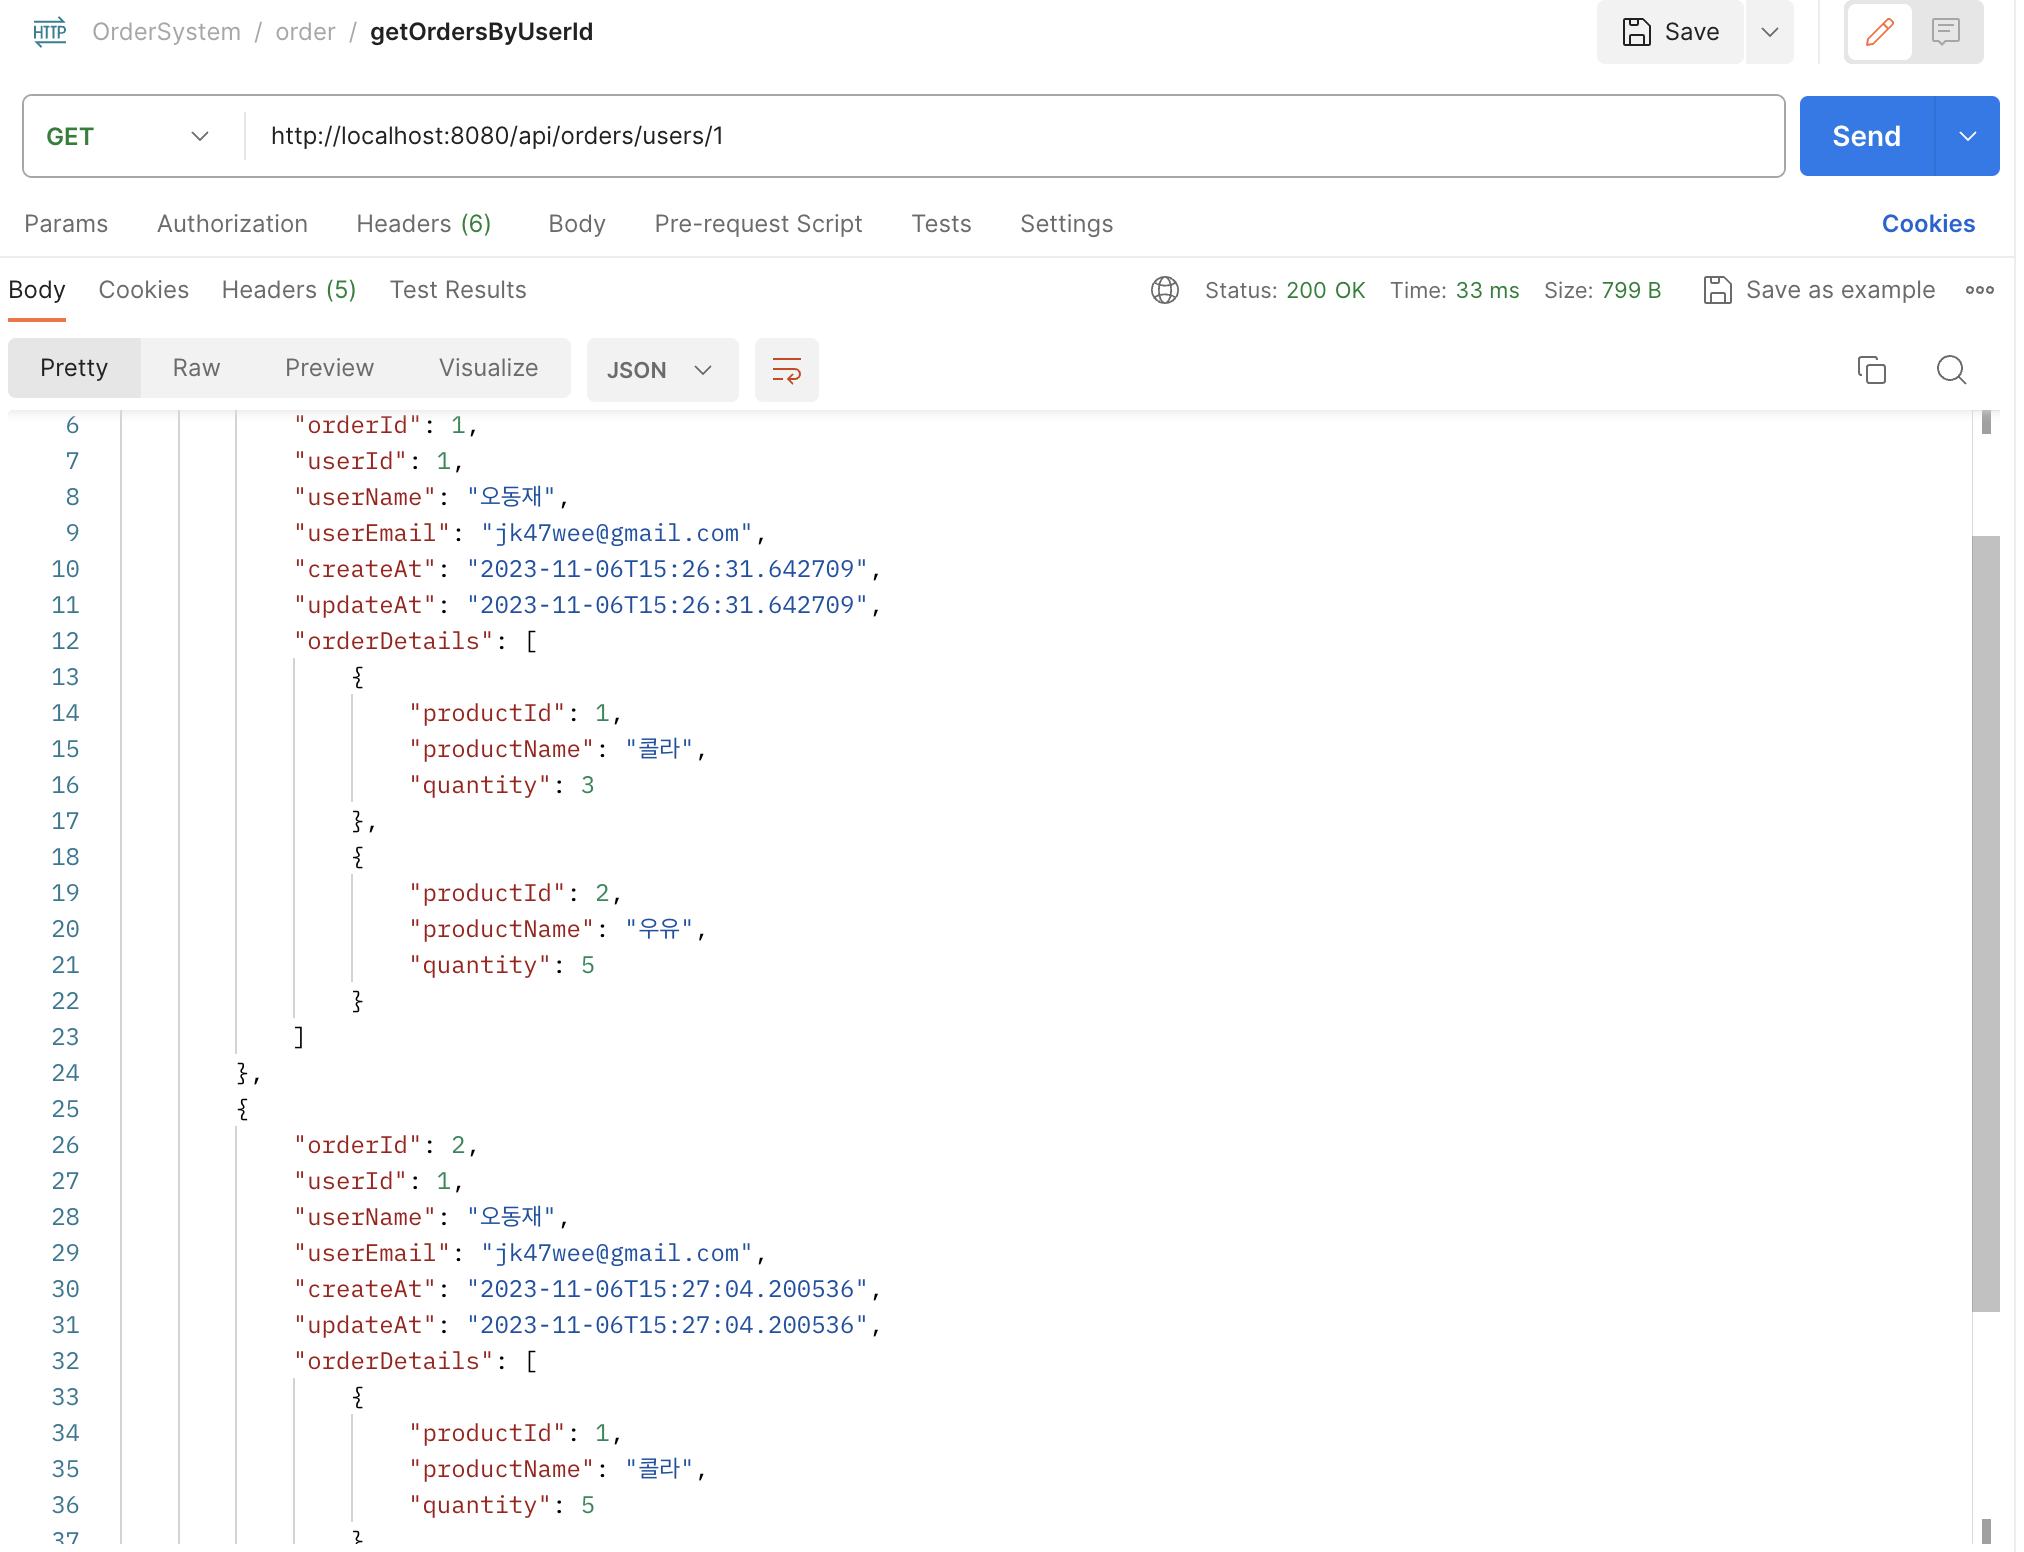 HTTP OrderSystem / order / getOrdersByUserId Save
GET http://localhost:8080/api/orders/users/1 Send
Params Authorization Headers (6) Body Pre-request Script Tests Settings Cookies
Body Cookies Headers (5) Test Results Status: 200 OK Time: 33 ms Size: 799 B Save as example
Pretty Raw Preview Visualize JSON
6 "orderId": 1,
7 "userId": 1,
8 "userName": "오동재",
9 "userEmail": "jk47wee@gmail.com",
10 "createAt": "2023-11-06T15:26:31.642709",
11 "updateAt": "2023-11-06T15:26:31.642709",
12 "orderDetails": [
13 {
14 "productId": 1,
15 "productName": "콜라",
16 "quantity": 3
17 },
18 {
19 "productId": 2,
20 "productName": "우유",
21 "quantity": 5
22 }
23 ]
24 },
25 {
26 "orderId": 2,
27 "userId": 1,
28 "userName": "오동재",
29 "userEmail": "jk47wee@gmail.com",
30 "createAt": "2023-11-06T15:27:04.200536",
31 "updateAt": "2023-11-06T15:27:04.200536",
32 "orderDetails": [
33 {
34 "productId": 1,
35 "productName": "콜라",
36 "quantity": 5
37 }